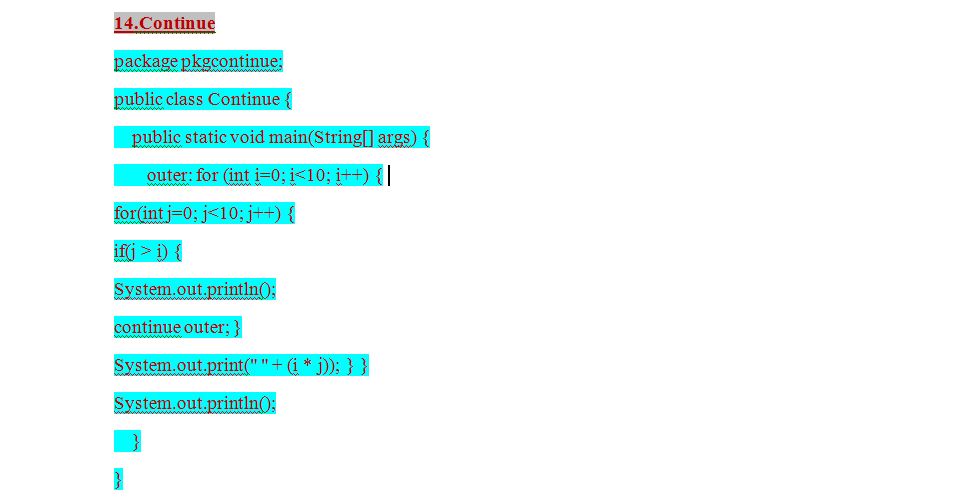 14.Continue
package pkgcontinue;
public class Continue {
public static void main(String[] args) {
outer: for (int i=0; i<10; i++) {
for(int j=0; j<10; j++) {
if(j > i) {
System.out.println();
continue outer; }
System.out.print(" " + (i * j)); } }
System.out.println();
}
}